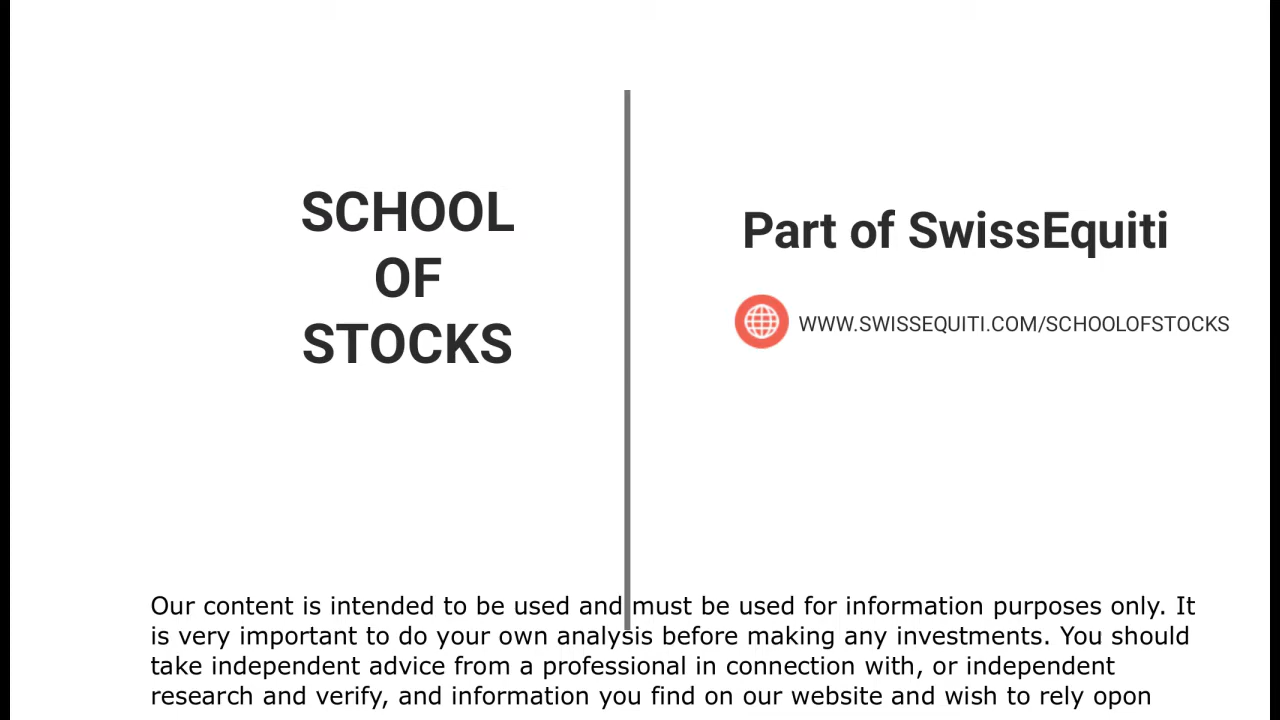 SCHOOL
OF
STOCKS
Part of SwissEquiti
WWW.SWISSEQUITI.COM/SCHOOLOFSTOCKS
Our content is intended to be used and must be used for information purposes only. It
is very important to do your own analysis before making any investments. You should
take independent advice from a professional in connection with, or independent
research and verify, and information you find on our website and wish to rely opon